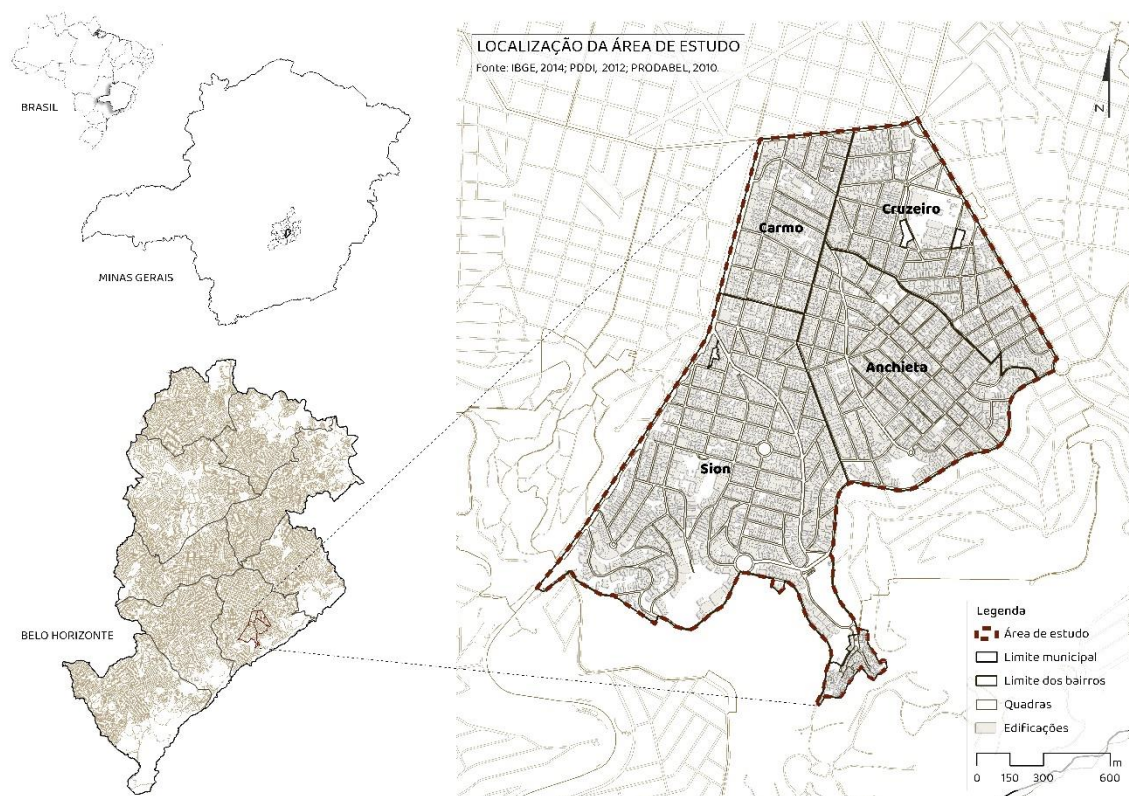 BRASIL
MINAS GERAIS
BELO HORIZONTE
LOCALIZAÇÃO DA ÁREA DE ESTUDO
Fonte: IBGE, 2014; PDDI, 2012; PRODABEL, 2010.
N
Cruzeiro
Carmo
Anchieta
Sion
Legenda
Área de estudo
Limite municipal
Limite dos bairros
Quadras
Edificações
m
0 150 300 600